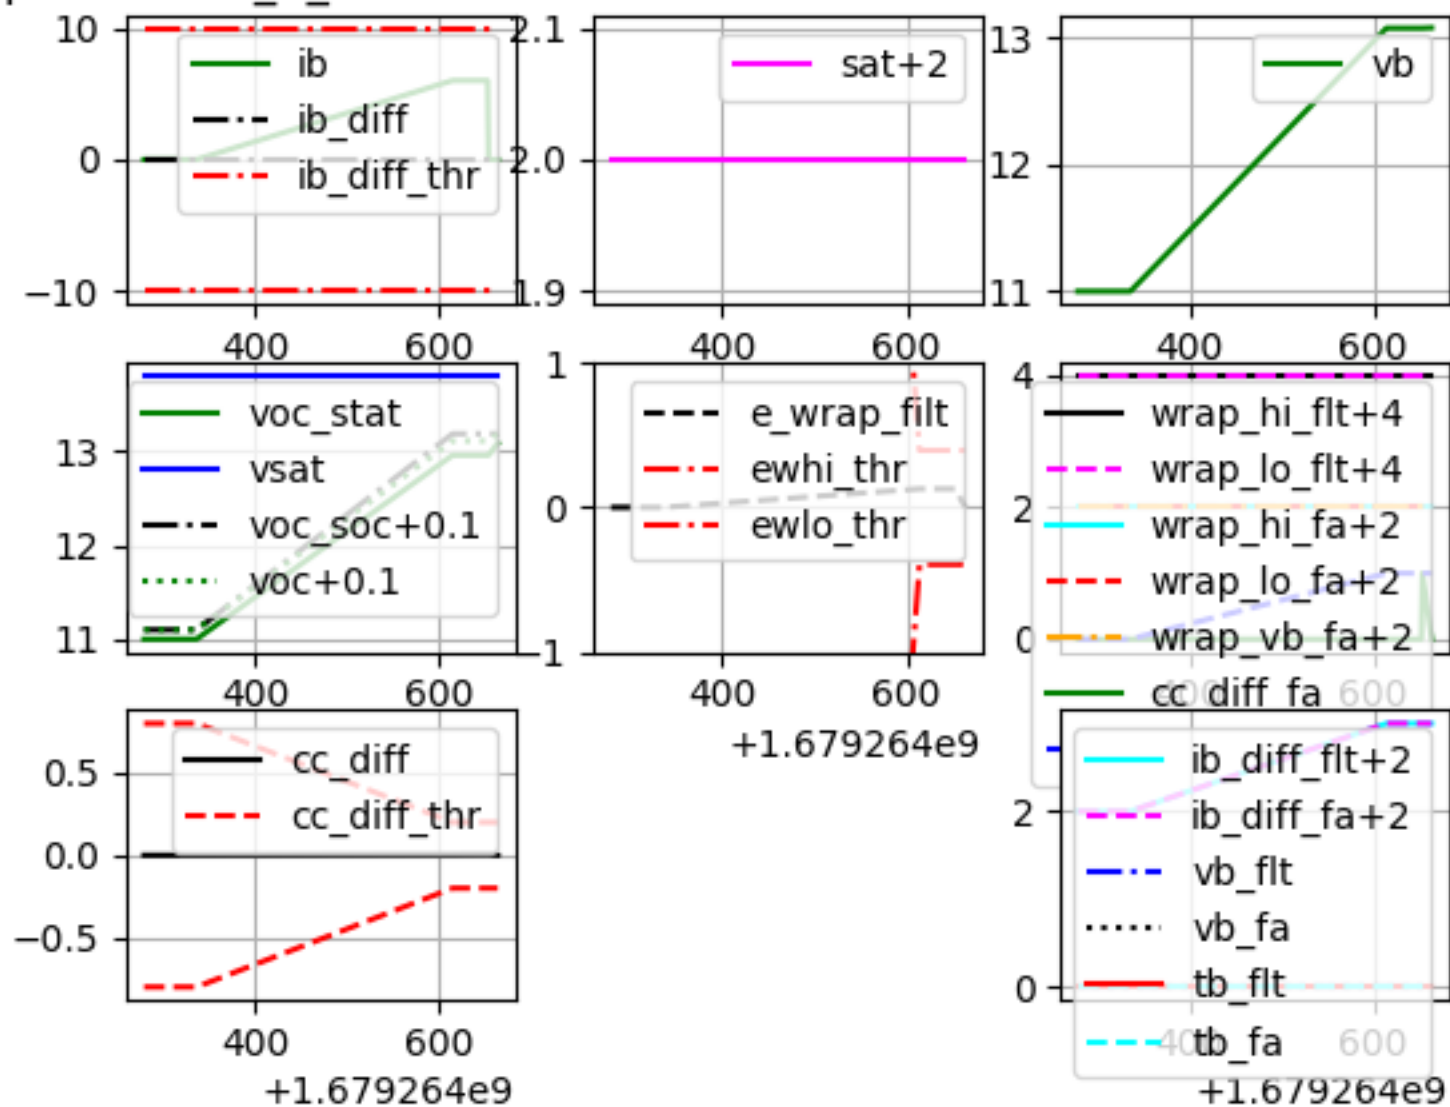 10
0
−10
ib
ib_diff
ib_diff_thr
400
600
2.1
2.0
1.9
sat+2
400
600
13
12
11
vb
400
600
13
12
11
voc_stat
vsat
voc_soc+0.1
voc+0.1
400
600
1
0
−1
e_wrap_filt
ewhi_thr
ewlo_thr
400
600
+1.679264e9
4
2
0
wrap_hi_flt+4
wrap_lo_flt+4
wrap_hi_fa+2
wrap_lo_fa+2
wrap_vb_fa+2
cc_diff_fa
400
600
0.5
0.0
−0.5
cc_diff
cc_diff_thr
400
600
+1.679264e9
2
0
ib_diff_flt+2
ib_diff_fa+2
vb_flt
vb_fa
tb_flt
tb_fa
400
600
+1.679264e9